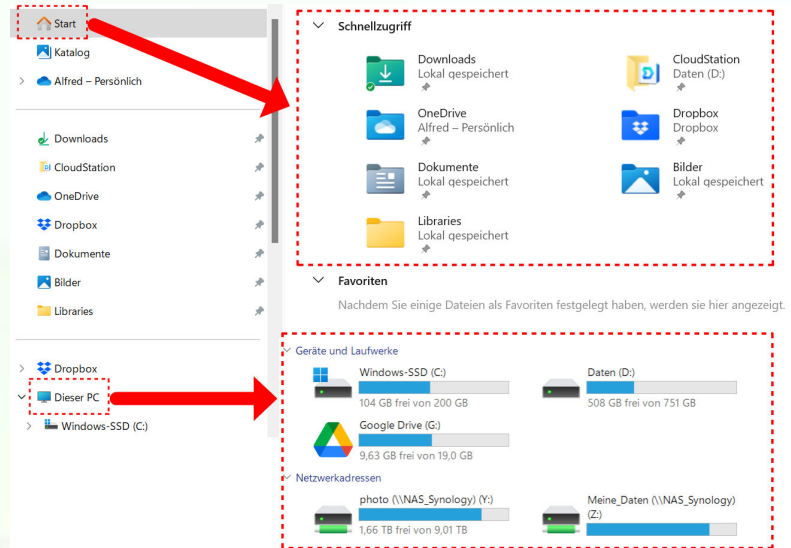 Start
Katalog
Alfred – Persönlich
Downloads
CloudStation
OneDrive
Dropbox
Dokumente
Bilder
Libraries
Dropbox
Dieser PC
Windows-SSD (C:)
Schnellzugriff
Downloads
Lokal gespeichert
CloudStation
Daten (D:)
OneDrive
Alfred – Persönlich
Dropbox
Dropbox
Dokumente
Lokal gespeichert
Bilder
Lokal gespeichert
Libraries
Lokal gespeichert
Favoriten
Nachdem Sie einige Dateien als Favoriten festgelegt haben, werden sie hier angezeigt.
Geräte und Laufwerke
Windows-SSD (C:)
104 GB frei von 200 GB
Daten (D:)
508 GB frei von 751 GB
Google Drive (G:)
9,63 GB frei von 19,0 GB
Netzwerkadressen
photo (\\NAS_Synology) (Y:)
1,66 TB frei von 9,01 TB
Meine_Daten (\\NAS_Synology)
(Z:)